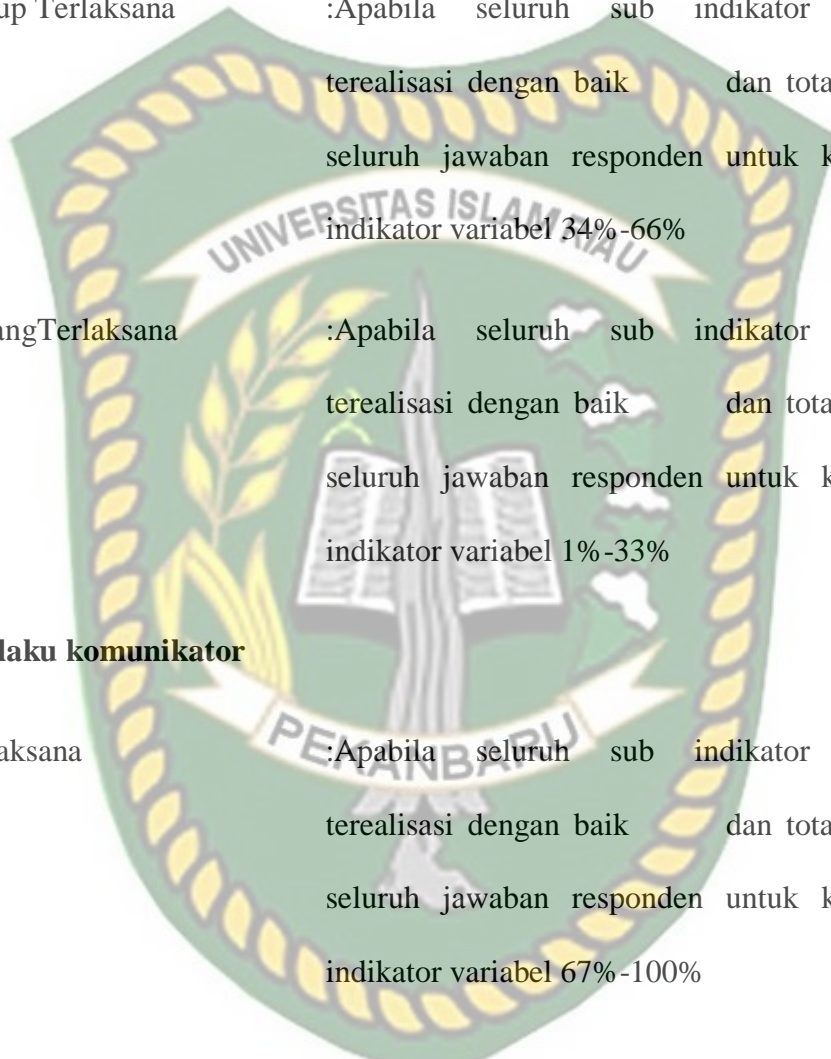 up Terlaksana :Apabila seluruh sub indikator
terealisasi dengan baik dan tota
seluruh jawaban responden untuk k
UNIVERSITAS ISLAM RIAU
indikator variabel 34%-66%
angTerlaksana :Apabila seluruh sub indikator
terealisasi dengan baik dan tota
seluruh jawaban responden untuk k
indikator variabel 1%-33%
laku komunikator
PEKANBARU
aksana :Apabila seluruh sub indikator
terealisasi dengan baik dan tota
seluruh jawaban responden untuk k
indikator variabel 67%-100%